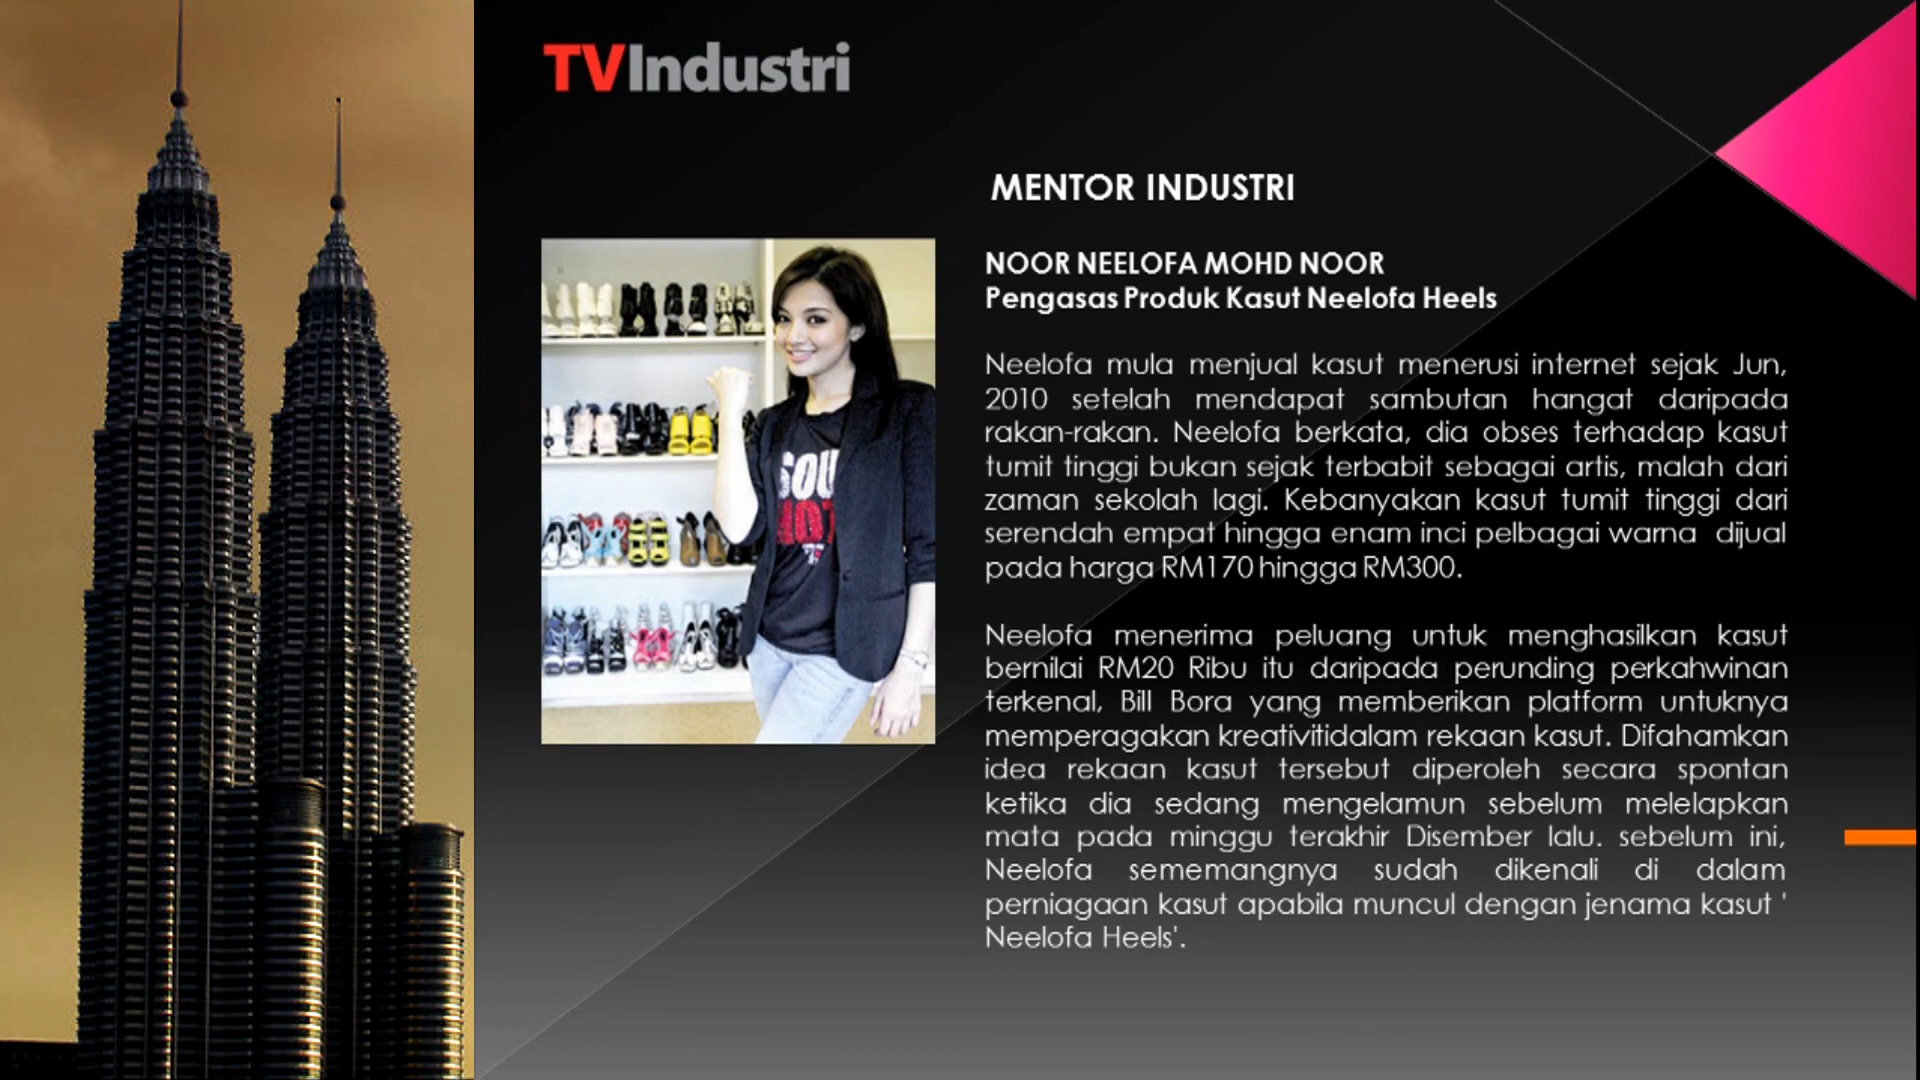 TVIndustri
MENTOR INDUSTRI
NOOR NEELOFA MOHD NOOR
Pengasas Produk Kasut Neelofa Heels
Neelofa mula menjual kasut menerusi internet sejak Jun,
2010 setelah mendapat sambutan hangat daripada
rakan-rakan. Neelofa berkata, dia obses terhadap kasut
tumit tinggi bukan sejak terbabit sebagai artis, malah dari
zaman sekolah lagi. Kebanyakan kasut tumit tinggi dari
serendah empat hingga enam inci pelbagai warna dijual
pada harga RM170 hingga RM300.
Neelofa menerima peluang untuk menghasilkan kasut
bernilai RM20 Ribu itu daripada perunding perkahwinan
terkenal, Bill Bora yang memberikan platform untuknya
memperagakan kreativitidalam rekaan kasut. Difahamkan
idea rekaan kasut tersebut diperoleh secara spontan
ketika dia sedang mengelamun sebelum melelapkan
mata pada minggu terakhir Disember lalu. sebelum ini,
Neelofa sememangnya sudah dikenali di dalam
perniagaan kasut apabila muncul dengan jenama kasut '
Neelofa Heels'.